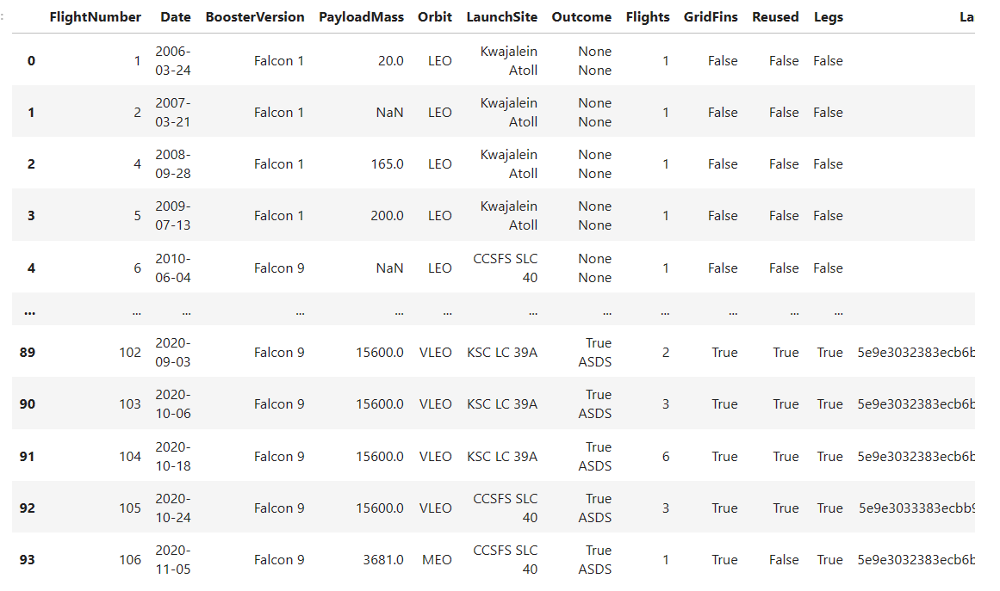 FlightNumber Date BoosterVersion PayloadMass Orbit LaunchSite Outcome Flights GridFins Reused Legs La
0 1 2006-03-24 Falcon 1 20.0 LEO Kwajalein Atoll None None 1 False False False
1 2 2007-03-21 Falcon 1 NaN LEO Kwajalein Atoll None None 1 False False False
2 4 2008-09-28 Falcon 1 165.0 LEO Kwajalein Atoll None None 1 False False False
3 5 2009-07-13 Falcon 1 200.0 LEO Kwajalein Atoll None None 1 False False False
4 6 2010-06-04 Falcon 9 NaN LEO CCSFS SLC 40 None None 1 False False False
... ... ... ... ... ... ... ... ... ... ... ...
89 102 2020-09-03 Falcon 9 15600.0 VLEO KSC LC 39A True ASDS 2 True True True 5e9e3032383ecb6b
90 103 2020-10-06 Falcon 9 15600.0 VLEO KSC LC 39A True ASDS 3 True True True 5e9e3032383ecb6b
91 104 2020-10-18 Falcon 9 15600.0 VLEO KSC LC 39A True ASDS 6 True True True 5e9e3032383ecb6b
92 105 2020-10-24 Falcon 9 15600.0 VLEO CCSFS SLC 40 True ASDS 3 True True True 5e9e3033383ecbb9
93 106 2020-11-05 Falcon 9 3681.0 MEO CCSFS SLC 40 True ASDS 1 True False True 5e9e3032383ecb6b